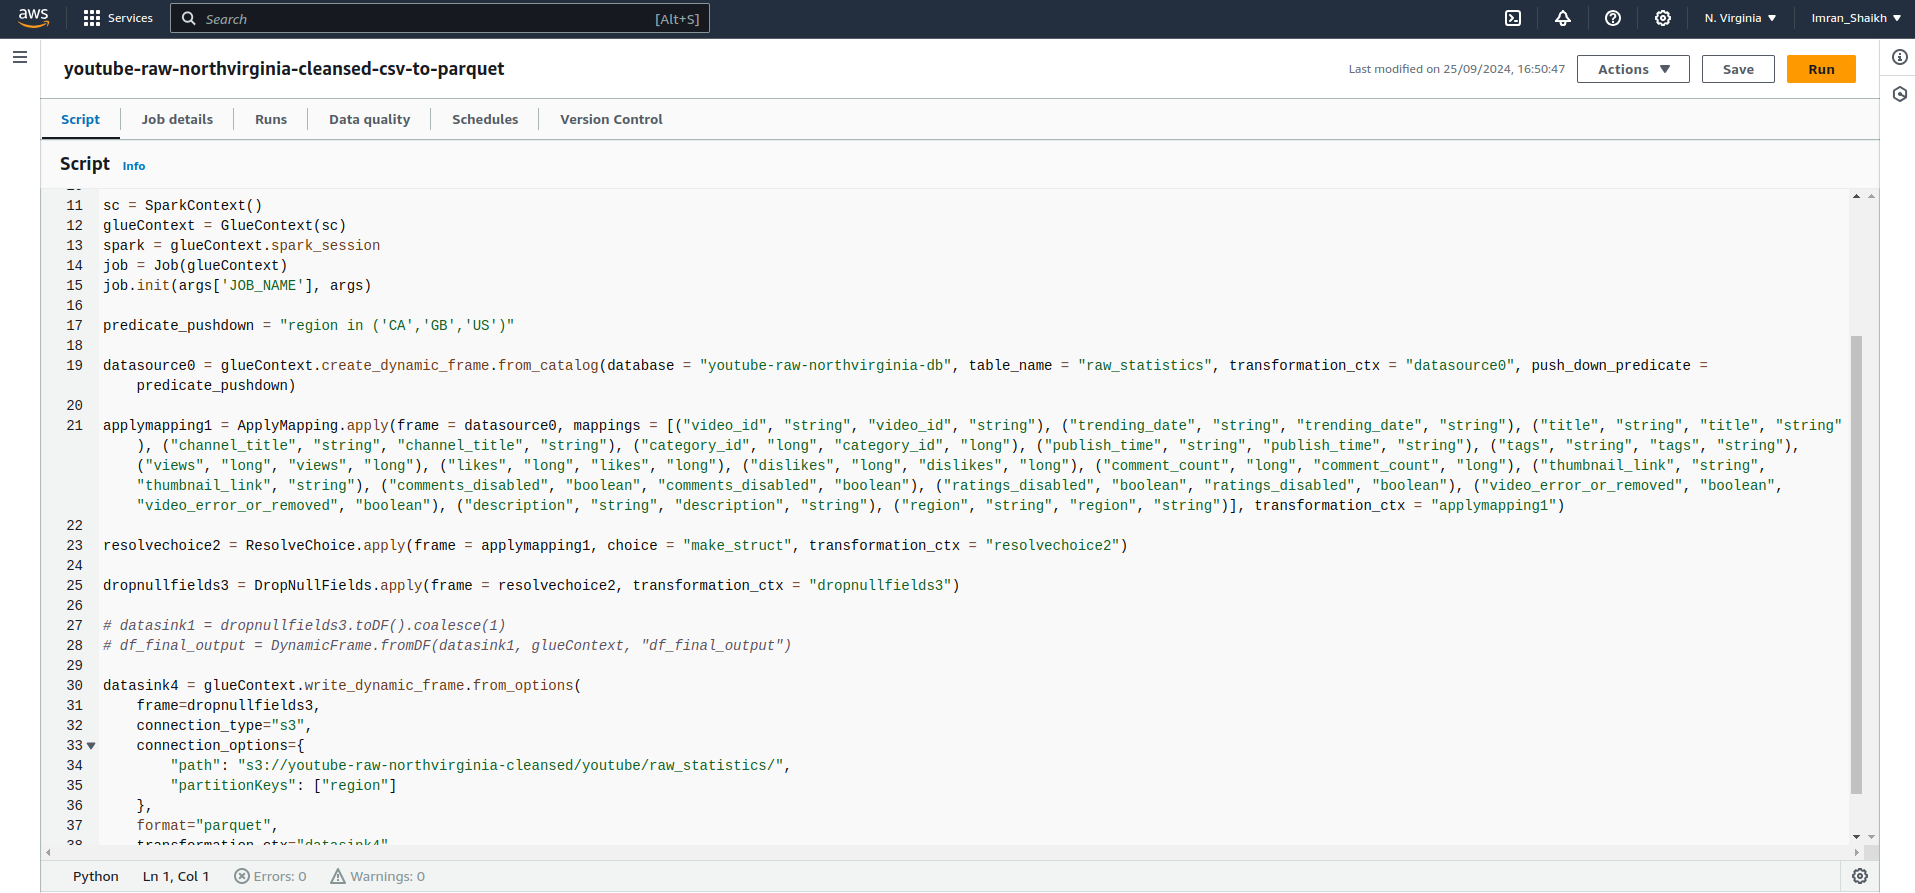 aws Services Search [Alt+S] N. Virginia Imran_Shaikh
youtube-raw-northvirginia-cleansed-csv-to-parquet Last modified on 25/09/2024, 16:50:47 Actions Save Run
Script Job details Runs Data quality Schedules Version Control
Script Info
11 sc = SparkContext()
12 glueContext = GlueContext(sc)
13 spark = glueContext.spark_session
14 job = Job(glueContext)
15 job.init(args['JOB_NAME'], args)
16
17 predicate_pushdown = "region in ('CA','GB','US')"
18
19 datasource0 = glueContext.create_dynamic_frame.from_catalog(database = "youtube-raw-northvirginia-db", table_name = "raw_statistics", transformation_ctx = "datasource0", push_down_predicate =
predicate_pushdown)
20
21 applymapping1 = ApplyMapping.apply(frame = datasource0, mappings = [("video_id", "string", "video_id", "string"), ("trending_date", "string", "trending_date", "string"), ("title", "string", "title", "string"
), ("channel_title", "string", "channel_title", "string"), ("category_id", "long", "category_id", "long"), ("publish_time", "string", "publish_time", "string"), ("tags", "string", "tags", "string"),
("views", "long", "views", "long"), ("likes", "long", "likes", "long"), ("dislikes", "long", "dislikes", "long"), ("comment_count", "long", "comment_count", "long"), ("thumbnail_link", "string",
"thumbnail_link", "string"), ("comments_disabled", "boolean", "comments_disabled", "boolean"), ("ratings_disabled", "boolean", "ratings_disabled", "boolean"), ("video_error_or_removed", "boolean",
"video_error_or_removed", "boolean"), ("description", "string", "description", "string"), ("region", "string", "region", "string")], transformation_ctx = "applymapping1")
22
23 resolvechoice2 = ResolveChoice.apply(frame = applymapping1, choice = "make_struct", transformation_ctx = "resolvechoice2")
24
25 dropnullfields3 = DropNullFields.apply(frame = resolvechoice2, transformation_ctx = "dropnullfields3")
26
27 # datasink1 = dropnullfields3.toDF().coalesce(1)
28 # df_final_output = DynamicFrame.fromDF(datasink1, glueContext, "df_final_output")
29
30 datasink4 = glueContext.write_dynamic_frame.from_options(
31 frame=dropnullfields3,
32 connection_type="s3",
33 connection_options={
34 "path": "s3://youtube-raw-northvirginia-cleansed/youtube/raw_statistics/",
35 "partitionKeys": ["region"]
36 },
37 format="parquet",
38 transformation_ctx="datasink4"
Python Ln 1, Col 1 Errors: 0 Warnings: 0